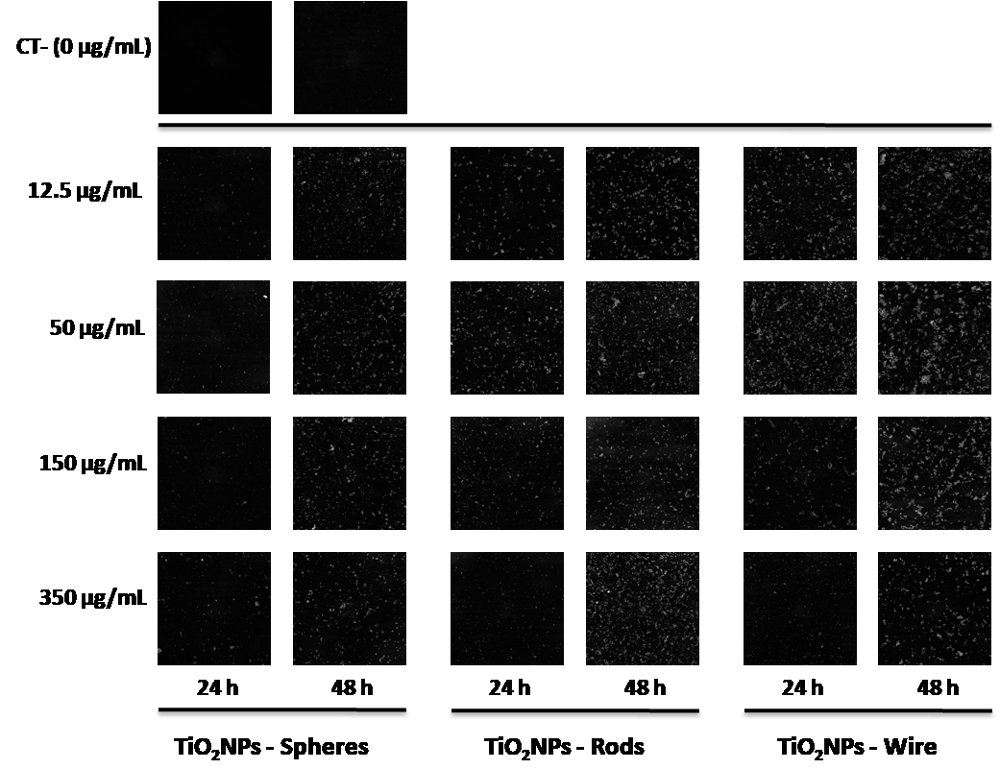 CT- (0 µg/mL)
12.5 µg/mL
50 µg/mL
150 µg/mL
350 µg/mL
24 h 48 h 24 h 48 h 24 h 48 h
TiO₂NPs - Spheres TiO₂NPs - Rods TiO₂NPs - Wire